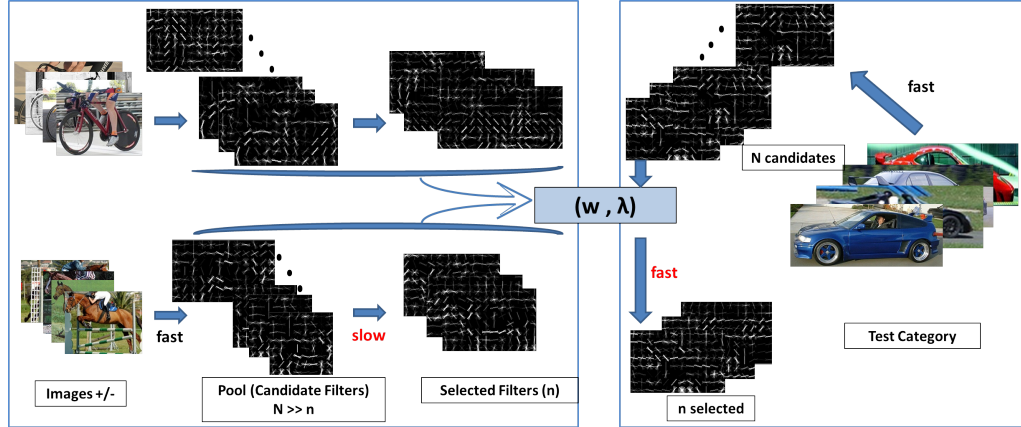 fast
N candidates
(w , λ)
fast
fast
slow
Test Category
Images +/-
Pool (Candidate Filters)
N >> n
Selected Filters (n)
n selected